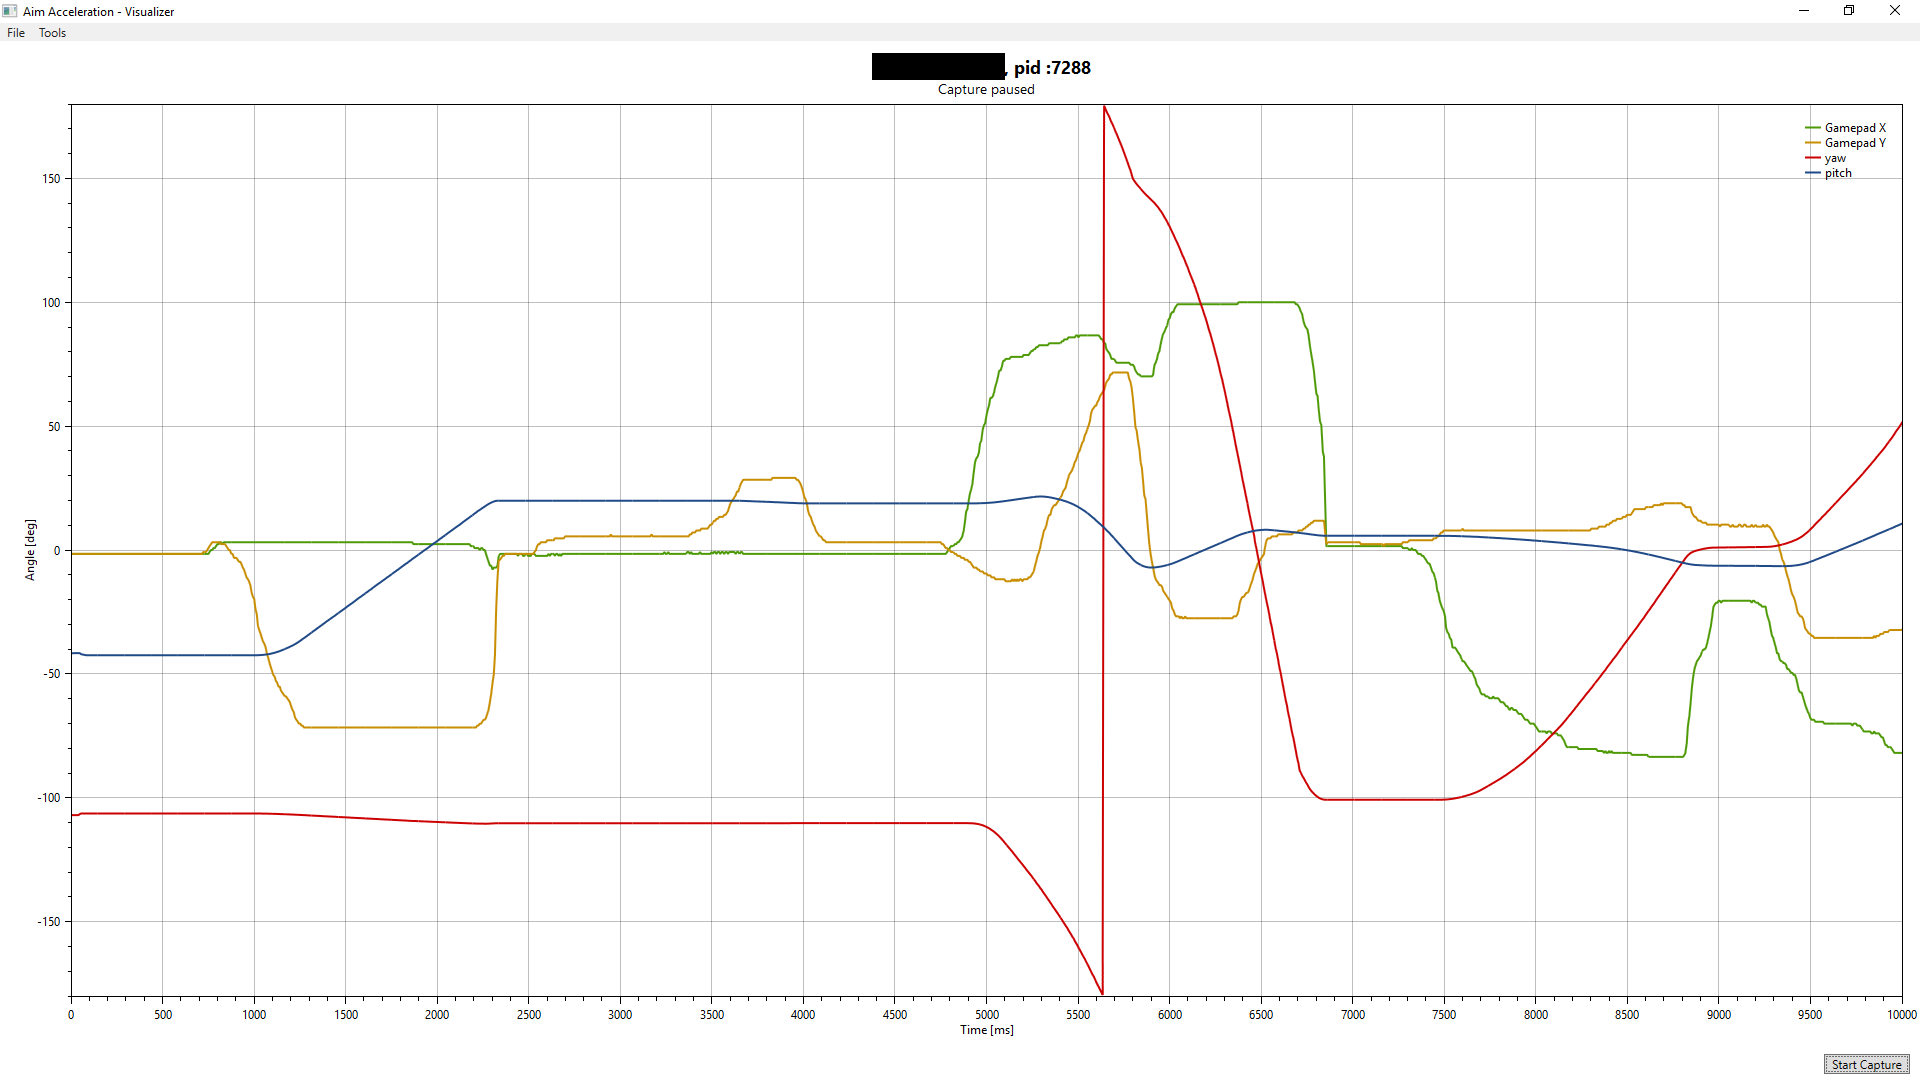 Aim Acceleration - Visualizer
File Tools
, pid :7288
Capture paused
Gamepad X
Gamepad Y
yaw
pitch
150
100
50
0
-50
-100
-150
Angle [deg]
0 500 1000 1500 2000 2500 3000 3500 4000 4500 5000 5500 6000 6500 7000 7500 8000 8500 9000 9500 10000
Time [ms]
Start Capture